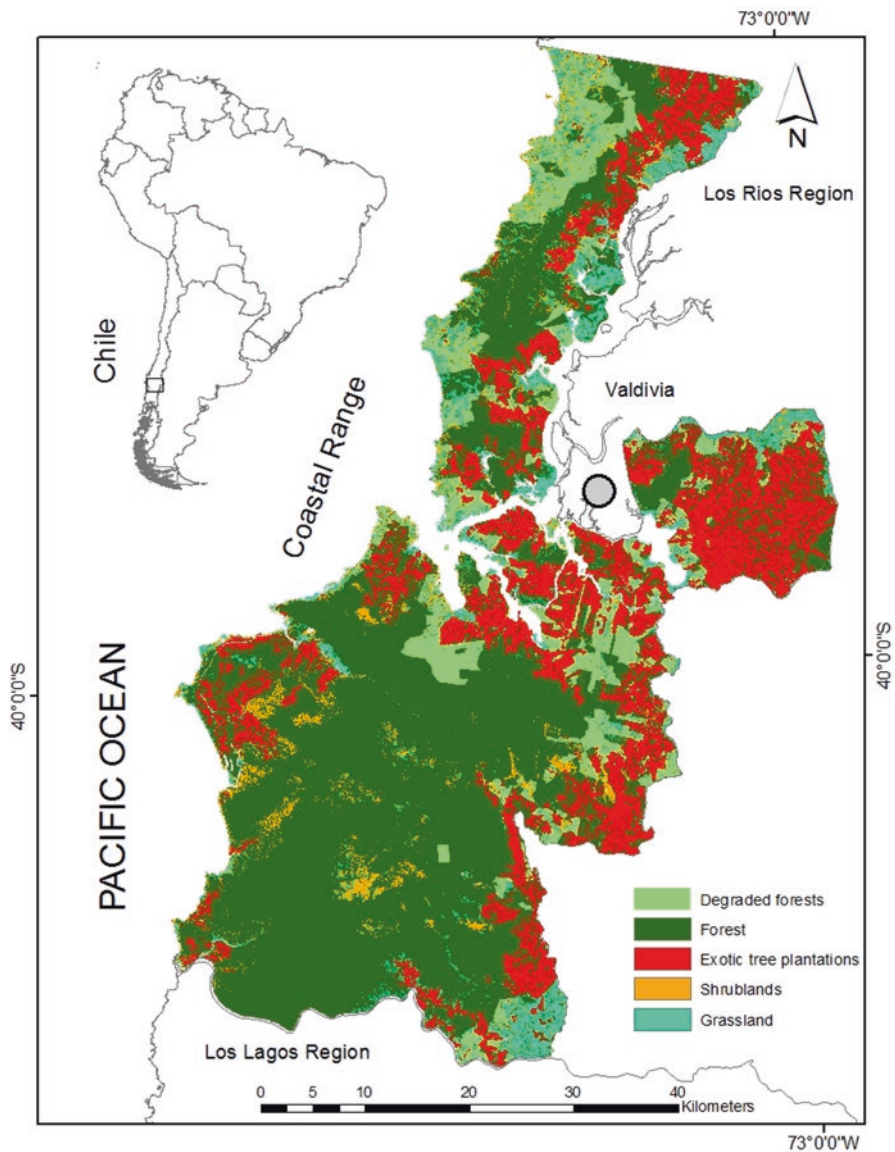 73°0'0"W
N
Los Rios Region
Chile
Coastal Range
Valdivia
40°0'0"S
40°0'0"S
PACIFIC OCEAN
Degraded forests
Forest
Exotic tree plantations
Shrublands
Grassland
Los Lagos Region
0 5 10 20 30 40
Kilometers
73°0'0"W